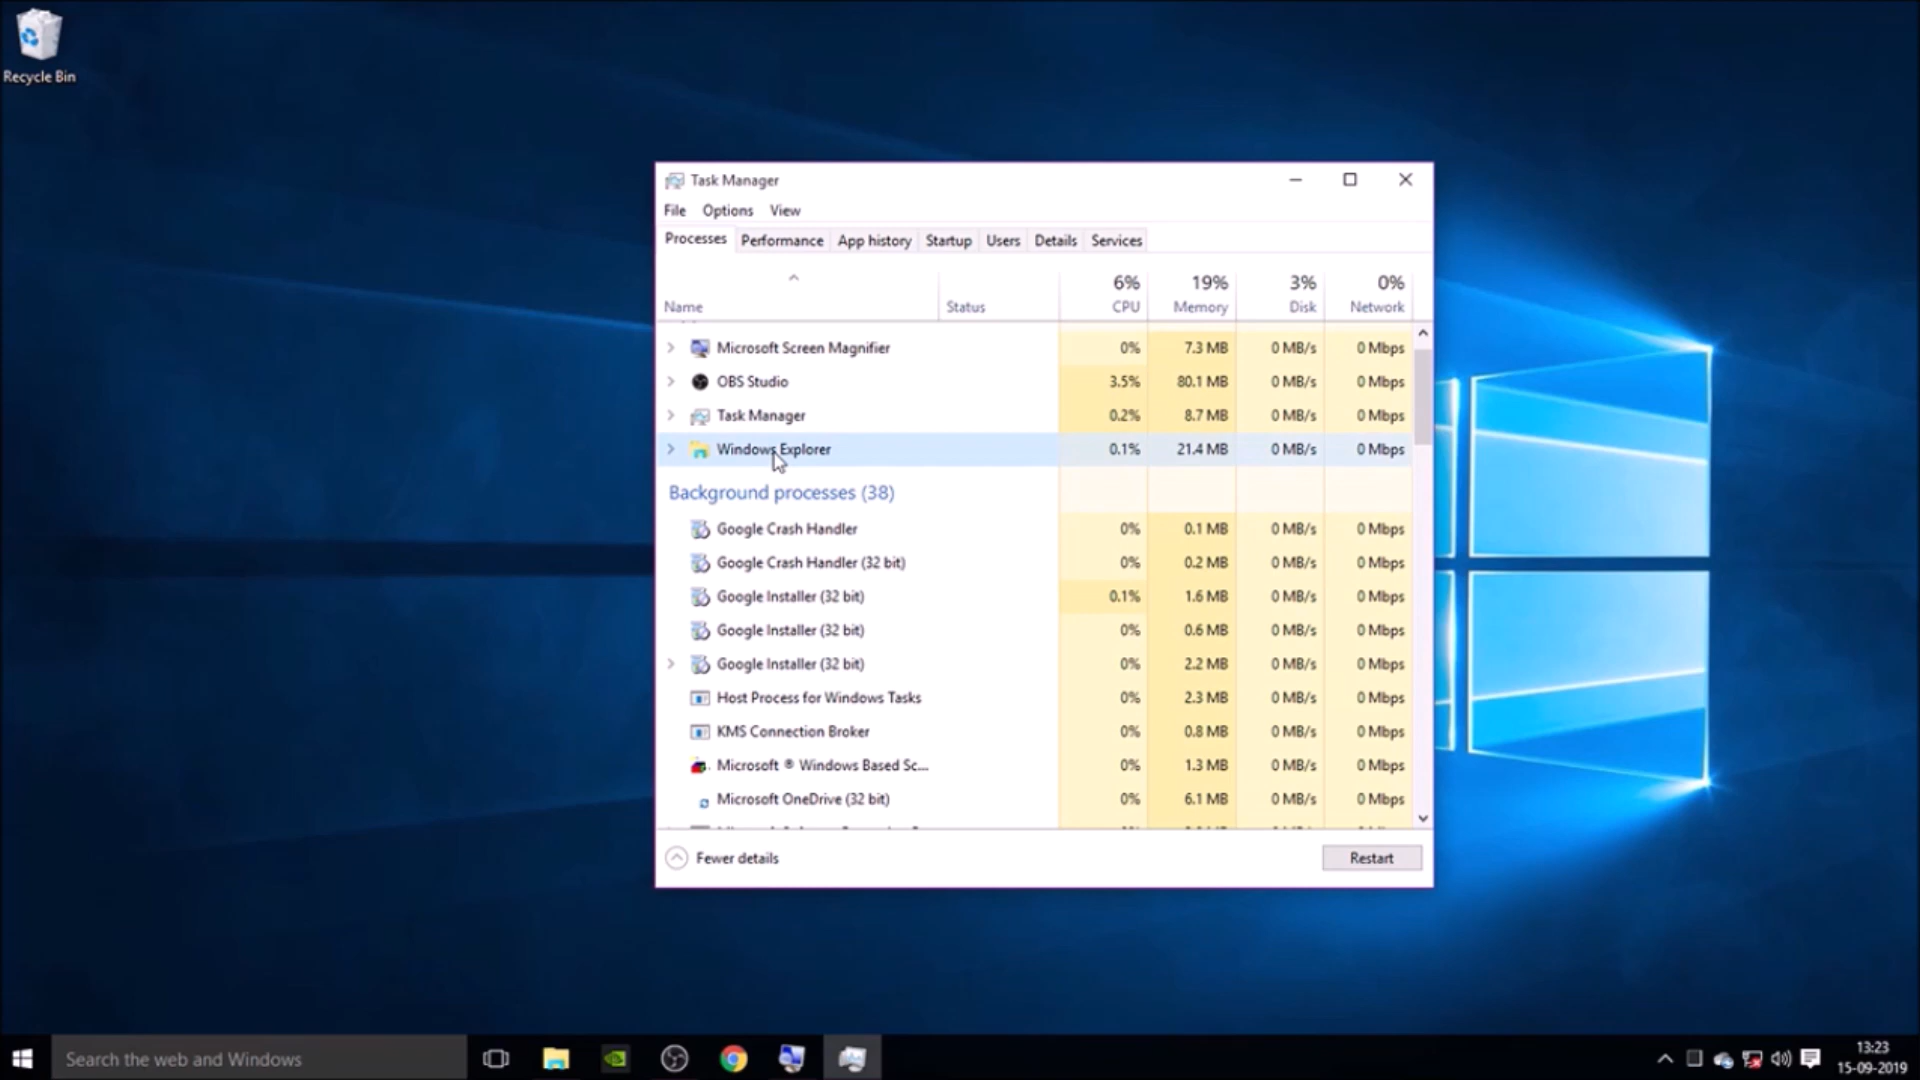 Recycle Bin
Task Manager
File Options View
Processes Performance App history Startup Users Details Services
6% 19% 3% 0%
Name Status CPU Memory Disk Network
Microsoft Screen Magnifier 0% 7.3 MB 0 MB/s 0 Mbps
OBS Studio 3.5% 80.1 MB 0 MB/s 0 Mbps
Task Manager 0.2% 8.7 MB 0 MB/s 0 Mbps
Windows Explorer 0.1% 21.4 MB 0 MB/s 0 Mbps
Background processes (38)
Google Crash Handler 0% 0.1 MB 0 MB/s 0 Mbps
Google Crash Handler (32 bit) 0% 0.2 MB 0 MB/s 0 Mbps
Google Installer (32 bit) 0.1% 1.6 MB 0 MB/s 0 Mbps
Google Installer (32 bit) 0% 0.6 MB 0 MB/s 0 Mbps
Google Installer (32 bit) 0% 2.2 MB 0 MB/s 0 Mbps
Host Process for Windows Tasks 0% 2.3 MB 0 MB/s 0 Mbps
KMS Connection Broker 0% 0.8 MB 0 MB/s 0 Mbps
Microsoft ® Windows Based Sc... 0% 1.3 MB 0 MB/s 0 Mbps
Microsoft OneDrive (32 bit) 0% 6.1 MB 0 MB/s 0 Mbps
Fewer details Restart
Search the web and Windows
13:23
15-09-2019